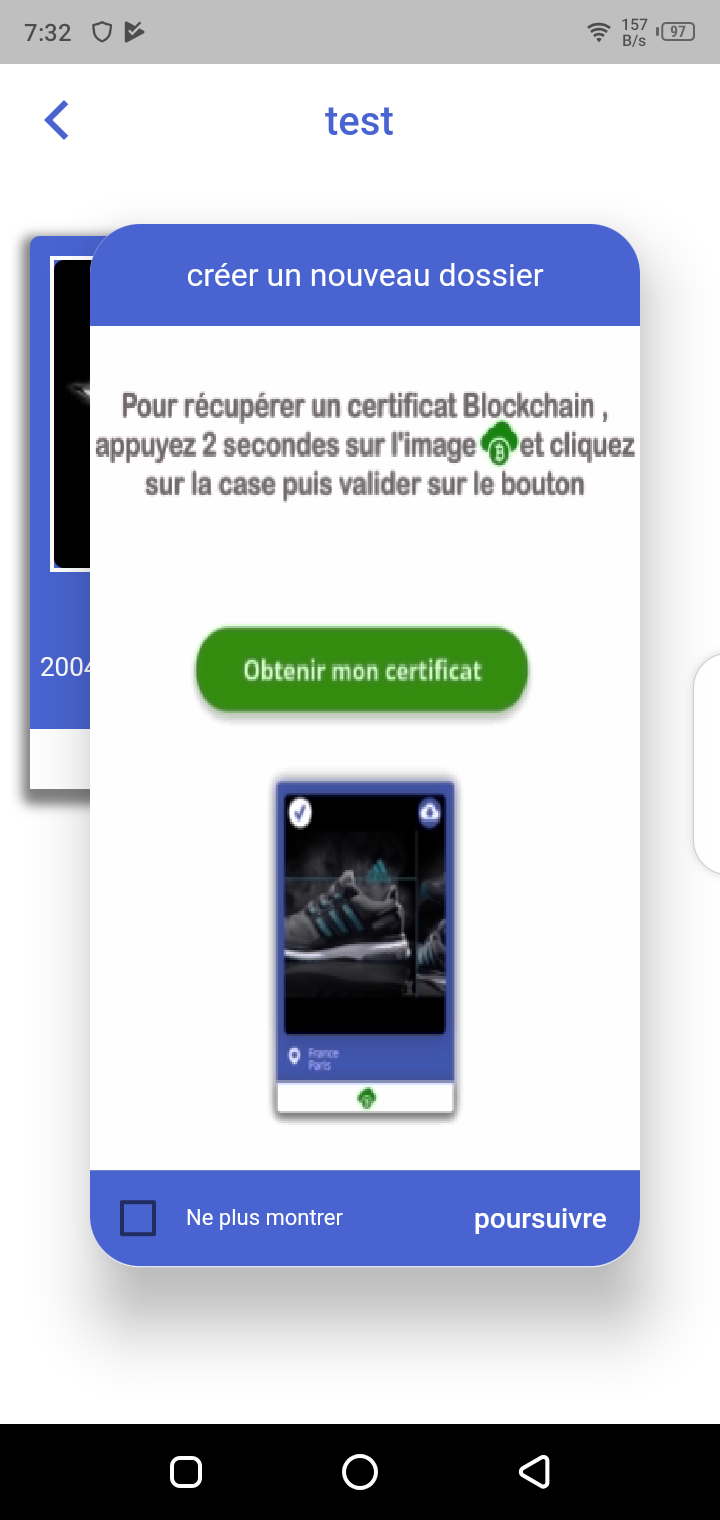 7:32
157
B/s
97
test
créer un nouveau dossier
Pour récupérer un certificat Blockchain ,
appuyez 2 secondes sur l'image et cliquez
sur la case puis valider sur le bouton
2004
Obtenir mon certificat
France
Paris
Ne plus montrer
poursuivre